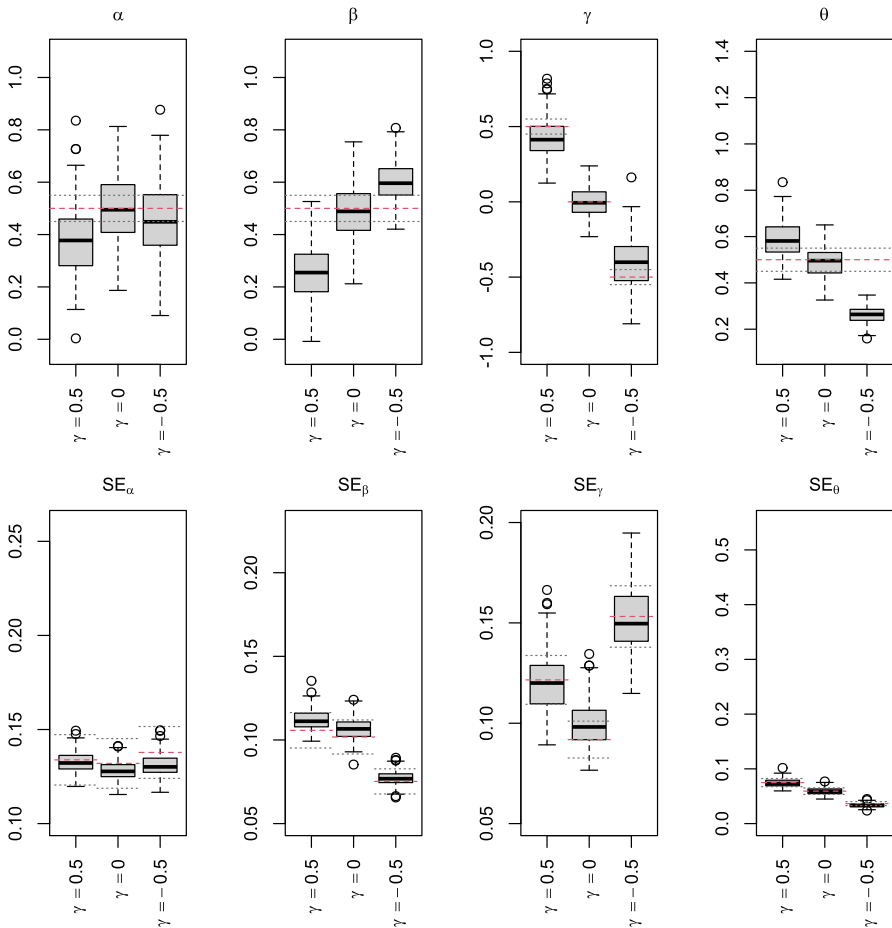 α β γ θ
1.0 0.8 0.6 0.4 0.2 0.0
γ = 0.5 γ = 0 γ = − 0.5
1.0 0.8 0.6 0.4 0.2 0.0
γ = 0.5 γ = 0 γ = − 0.5
1.0 0.5 0.0 -0.5 -1.0
γ = 0.5 γ = 0 γ = − 0.5
1.4 1.2 1.0 0.8 0.6 0.4 0.2
γ = 0.5 γ = 0 γ = − 0.5
SEα SEβ SEγ SEθ
0.25 0.20 0.15 0.10
γ = 0.5 γ = 0 γ = − 0.5
0.20 0.15 0.10 0.05
γ = 0.5 γ = 0 γ = − 0.5
0.20 0.15 0.10 0.05
γ = 0.5 γ = 0 γ = − 0.5
0.5 0.4 0.3 0.2 0.1 0.0
γ = 0.5 γ = 0 γ = − 0.5